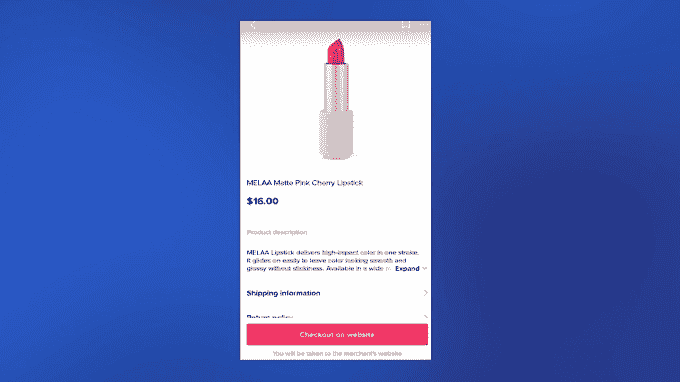 MELAA Matte Pink Cherry Lipstick
$16.00
Product description
MELAA Lipstick delivers high-impact color in one stroke.
It glides on easily to leave color looking smooth and
glossy without stickiness. Available in a wide Expand
Shipping information
Return policy
Checkout on website
You will be taken to the merchant's website